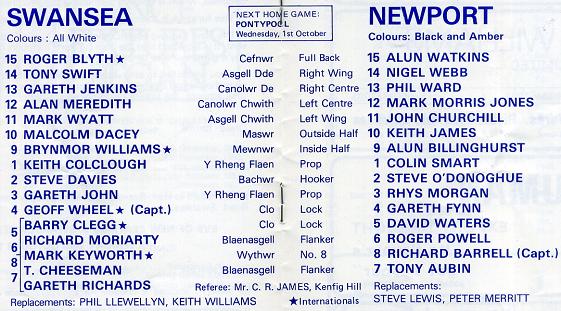 SWANSEA
Colours : All White
15 ROGER BLYTH ★
14 TONY SWIFT
13 GARETH JENKINS
12 ALAN MEREDITH
11 MARK WYATT
10 MALCOLM DACEY
9 BRYNMOR WILLIAMS ★
1 KEITH COLCLOUGH
2 STEVE DAVIES
3 GARETH JOHN
4 GEOFF WHEEL ★ (Capt.)
BARRY CLEGG ★
5
RICHARD MORIARTY
6
MARK KEYWORTH ★
8
T. CHEESEMAN
7
GARETH RICHARDS
Replacements: PHIL LLEWELLYN, KEITH WILLIAMS
NEXT HOME GAME:
PONTYPOOL
Wednesday, 1st October
Cefnwr Full Back
Asgell Dde Right Wing
Canolwr De Right Centre
Canolwr Chwith Left Centre
Asgell Chwith Left Wing
Maswr Outside Half
Mewnwr Inside Half
Y Rheng Flaen Prop
Bachwr Hooker
Y Rheng Flaen Prop
Clo Lock
Clo Lock
Blaenasgell Flanker
Wythwr No. 8
Blaenasgell Flanker
Referee: Mr. C. R. JAMES, Kenfig Hill
★Internationals
NEWPORT
Colours: Black and Amber
15 ALUN WATKINS
14 NIGEL WEBB
13 PHIL WARD
12 MARK MORRIS JONES
11 JOHN CHURCHILL
10 KEITH JAMES
9 ALUN BILLINGHURST
1 COLIN SMART
2 STEVE O'DONOGHUE
3 RHYS MORGAN
4 GARETH FYNN
5 DAVID WATERS
6 ROGER POWELL
8 RICHARD BARRELL (Capt.)
7 TONY AUBIN
Replacements:
STEVE LEWIS, PETER MERRITT